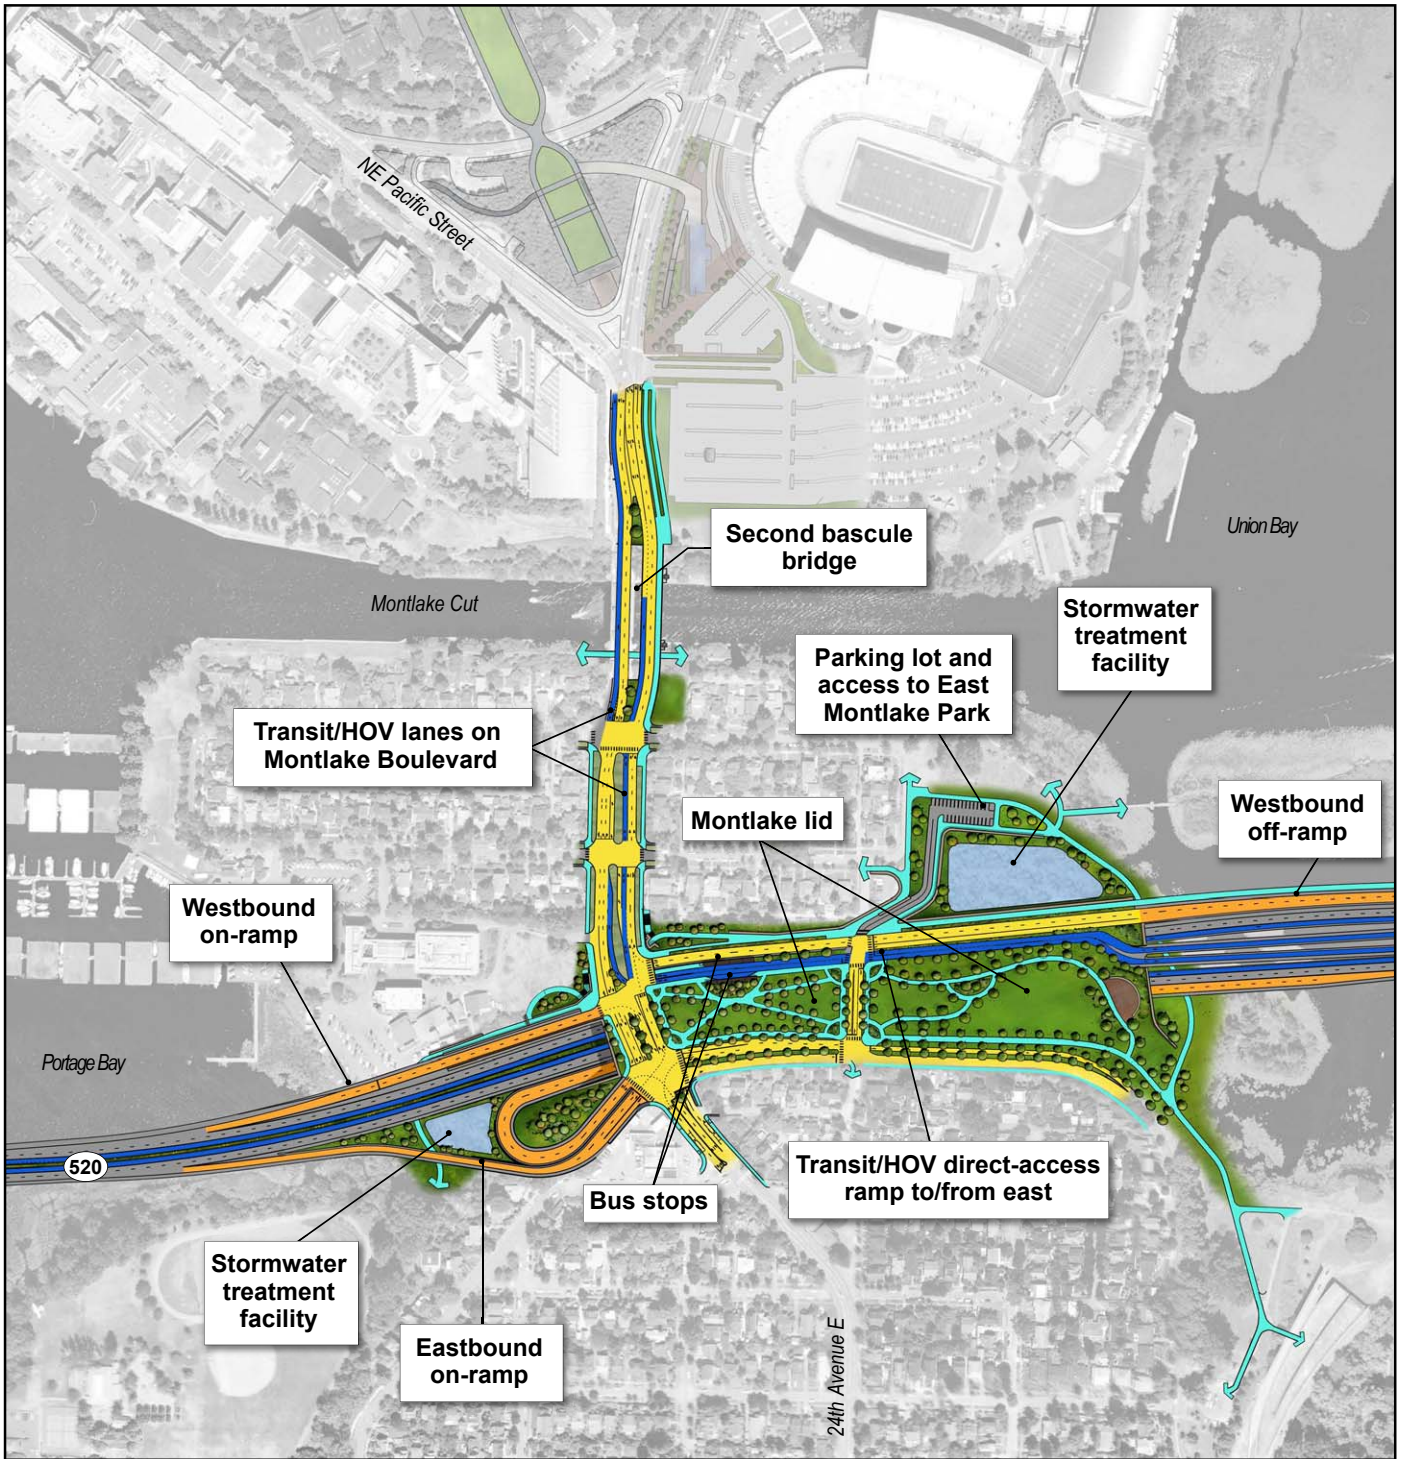 NE Pacific Street
Second bascule
bridge
Union Bay
Montlake Cut
Stormwater
treatment
facility
Parking lot and
access to East
Montlake Park
Transit/HOV lanes on
Montlake Boulevard
Westbound
off-ramp
Montlake lid
Westbound
on-ramp
Portage Bay
520
Transit/HOV direct-access
ramp to/from east
Bus stops
Stormwater
treatment
facility
Eastbound
on-ramp
24th Avenue E